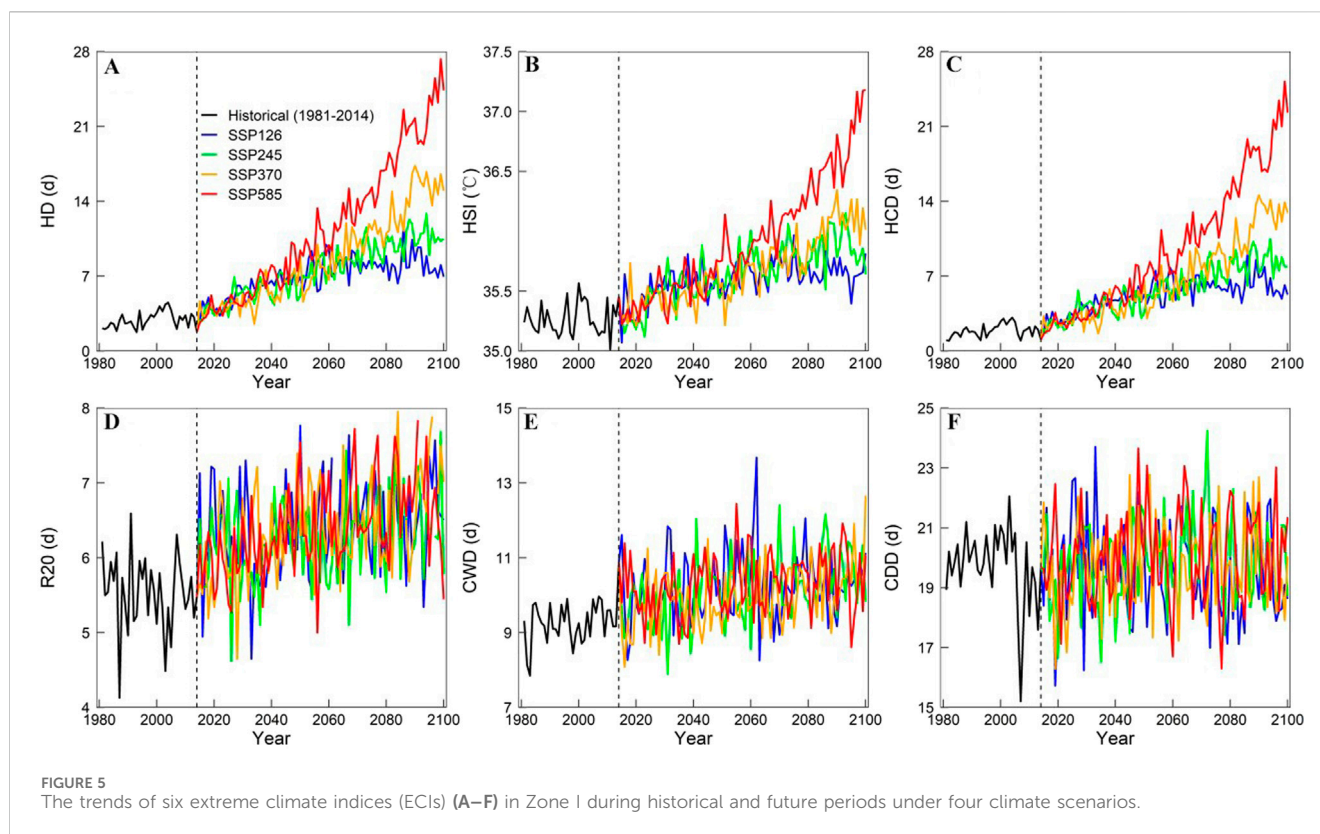 A
HD (d)
28
21
14
7
0
Historical (1981-2014)
SSP126
SSP245
SSP370
SSP585
1980 2000 2020 2040 2060 2080 2100
Year
B
HSI (℃)
37.5
37.0
36.5
35.5
35.0
1980 2000 2020 2040 2060 2080 2100
Year
C
HCD (d)
28
21
14
7
0
1980 2000 2020 2040 2060 2080 2100
Year
D
R20 (d)
8
7
6
5
4
1980 2000 2020 2040 2060 2080 2100
Year
E
CWD (d)
15
13
11
9
7
1980 2000 2020 2040 2060 2080 2100
Year
F
CDD (d)
25
23
21
19
17
15
1980 2000 2020 2040 2060 2080 2100
Year
FIGURE 5
The trends of six extreme climate indices (ECIs) (A–F) in Zone I during historical and future periods under four climate scenarios.